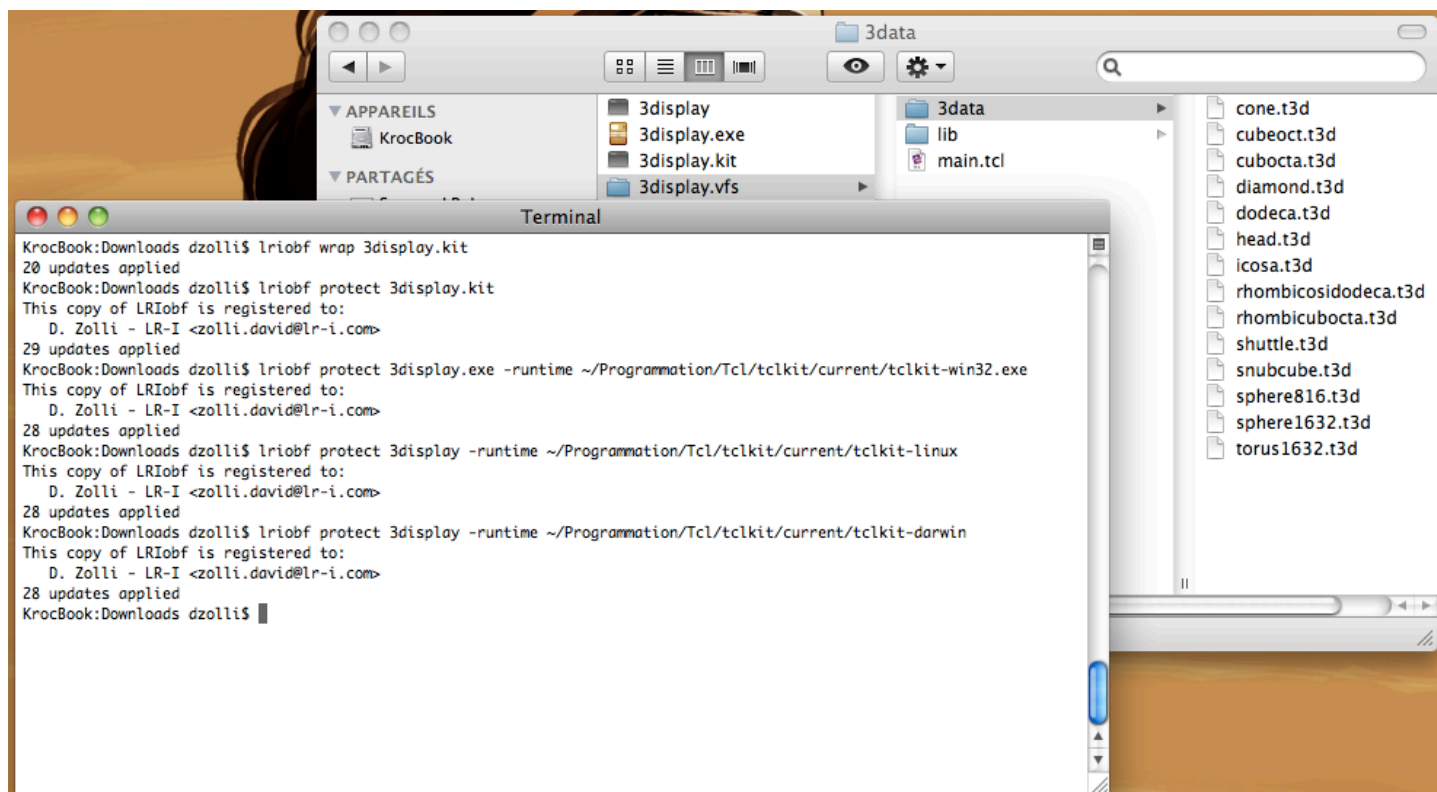 3data
APPAREILS
KrocBook
PARTAGÉS
3display
3display.exe
3display.kit
3display.vfs
3data
lib
main.tcl
cone.t3d
cubeoct.t3d
cubocta.t3d
diamond.t3d
dodeca.t3d
head.t3d
icosa.t3d
rhombicosidodeca.t3d
rhombicubocta.t3d
shuttle.t3d
snubcube.t3d
sphere816.t3d
sphere1632.t3d
torus1632.t3d
Terminal
KrocBook:Downloads dzolli$ lriobf wrap 3display.kit
20 updates applied
KrocBook:Downloads dzolli$ lriobf protect 3display.kit
This copy of LRIobf is registered to:
D. Zolli - LR-I <zolli.david@lr-i.com>
29 updates applied
KrocBook:Downloads dzolli$ lriobf protect 3display.exe -runtime ~/Programmation/Tcl/tclkit/current/tclkit-win32.exe
This copy of LRIobf is registered to:
D. Zolli - LR-I <zolli.david@lr-i.com>
28 updates applied
KrocBook:Downloads dzolli$ lriobf protect 3display -runtime ~/Programmation/Tcl/tclkit/current/tclkit-linux
This copy of LRIobf is registered to:
D. Zolli - LR-I <zolli.david@lr-i.com>
28 updates applied
KrocBook:Downloads dzolli$ lriobf protect 3display -runtime ~/Programmation/Tcl/tclkit/current/tclkit-darwin
This copy of LRIobf is registered to:
D. Zolli - LR-I <zolli.david@lr-i.com>
28 updates applied
KrocBook:Downloads dzolli$